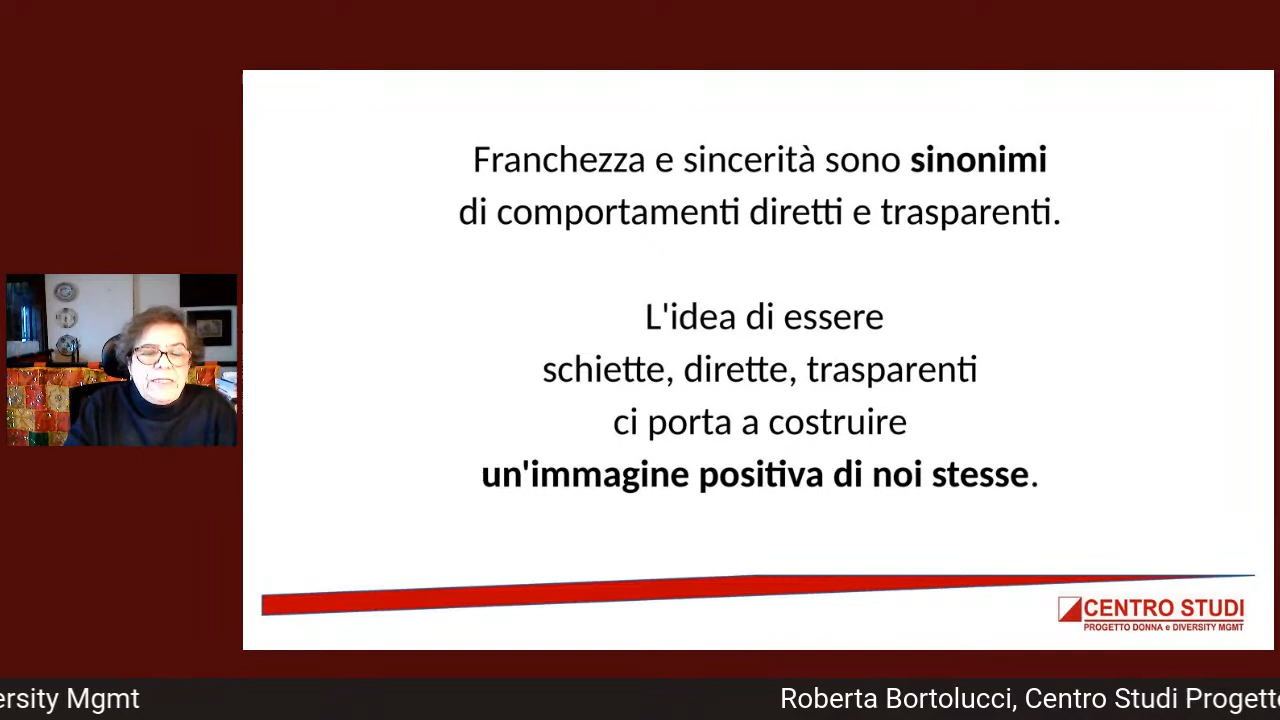 Franchezza e sincerità sono sinonimi
di comportamenti diretti e trasparenti.
L'idea di essere
schiette, dirette, trasparenti
ci porta a costruire
un'immagine positiva di noi stesse.
CENTRO STUDI
PROGETTO DONNA e DIVERSITY MGMT
ersity Mgmt
Roberta Bortolucci, Centro Studi Progett